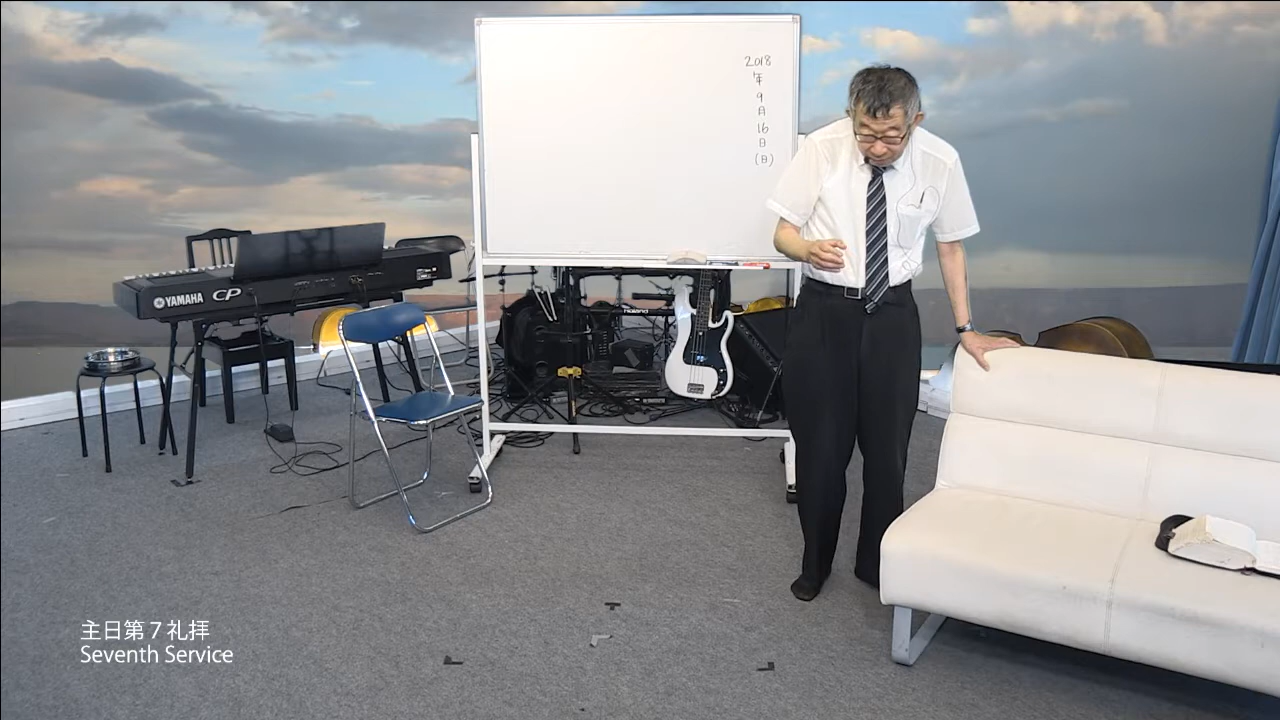 2018
年
9
月
16
日
(日)
YAMAHA CP
Roland
主日第７礼拝
Seventh Service